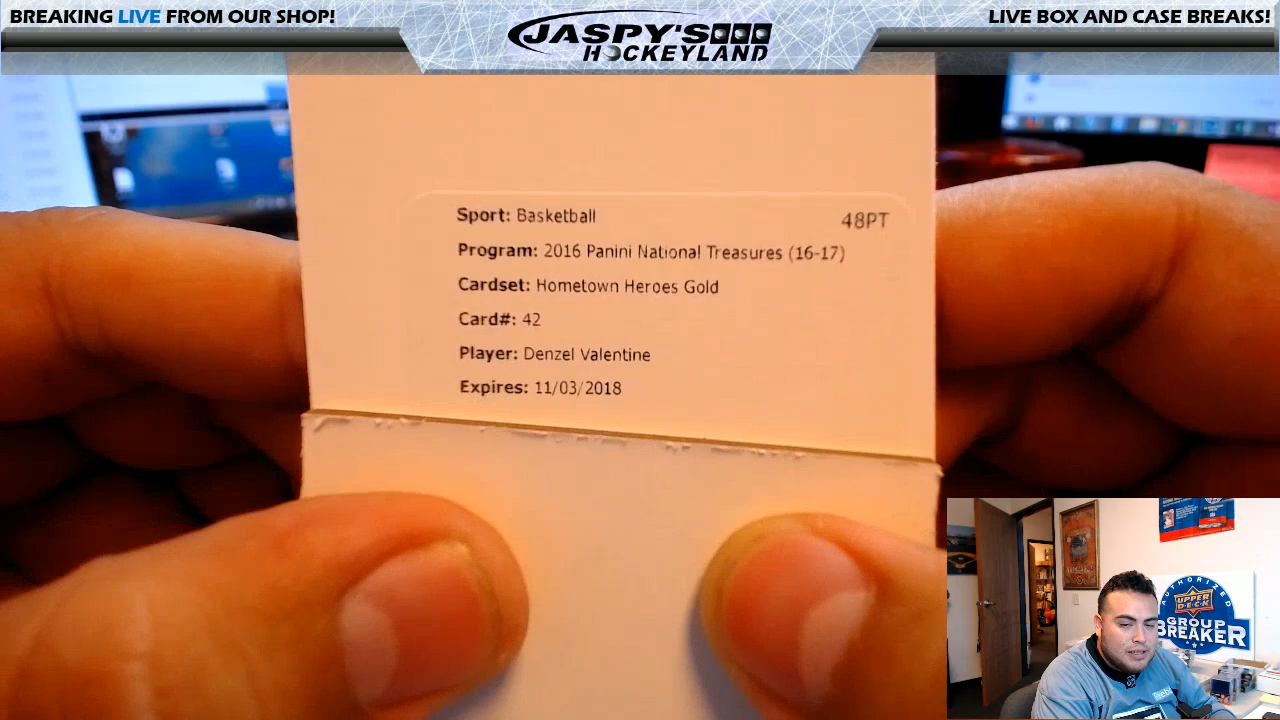 BREAKING LIVE FROM OUR SHOP!
JASPY'S
HOCKEYLAND
LIVE BOX AND CASE BREAKS!
Sport: Basketball
48PT
Program: 2016 Panini National Treasures (16-17)
Cardset: Hometown Heroes Gold
Card#: 42
Player: Denzel Valentine
Expires: 11/03/2018
AUTHORIZED
UPPER
DECK
GROUP
BREAKER